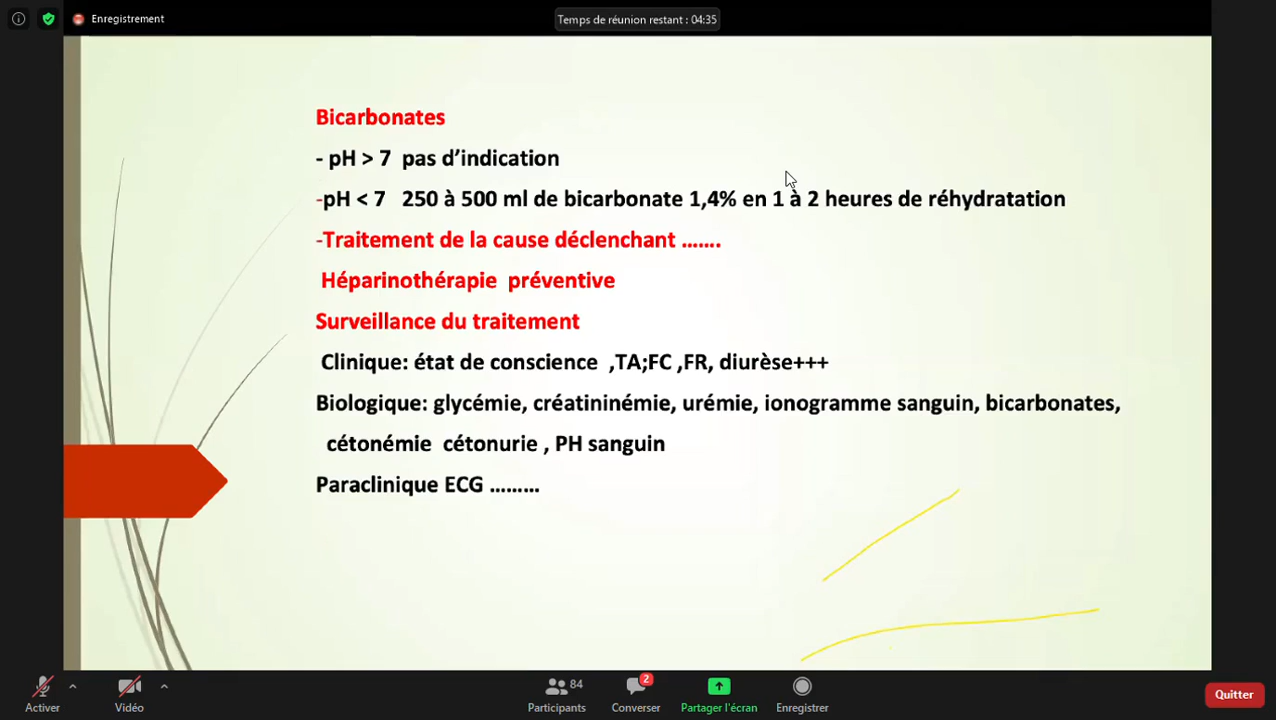 Enregistrement
Temps de réunion restant : 04:35
Bicarbonates
- pH > 7 pas d’indication
-pH < 7 250 à 500 ml de bicarbonate 1,4% en 1 à 2 heures de réhydratation
-Traitement de la cause déclenchant …….
Héparinothérapie préventive
Surveillance du traitement
Clinique: état de conscience ,TA;FC ,FR, diurèse+++
Biologique: glycémie, créatininémie, urémie, ionogramme sanguin, bicarbonates,
cétonémie cétonurie , PH sanguin
Paraclinique ECG ………
84
2
Activer
Vidéo
Participants
Converser
Partager l'écran
Enregistrer
Quitter